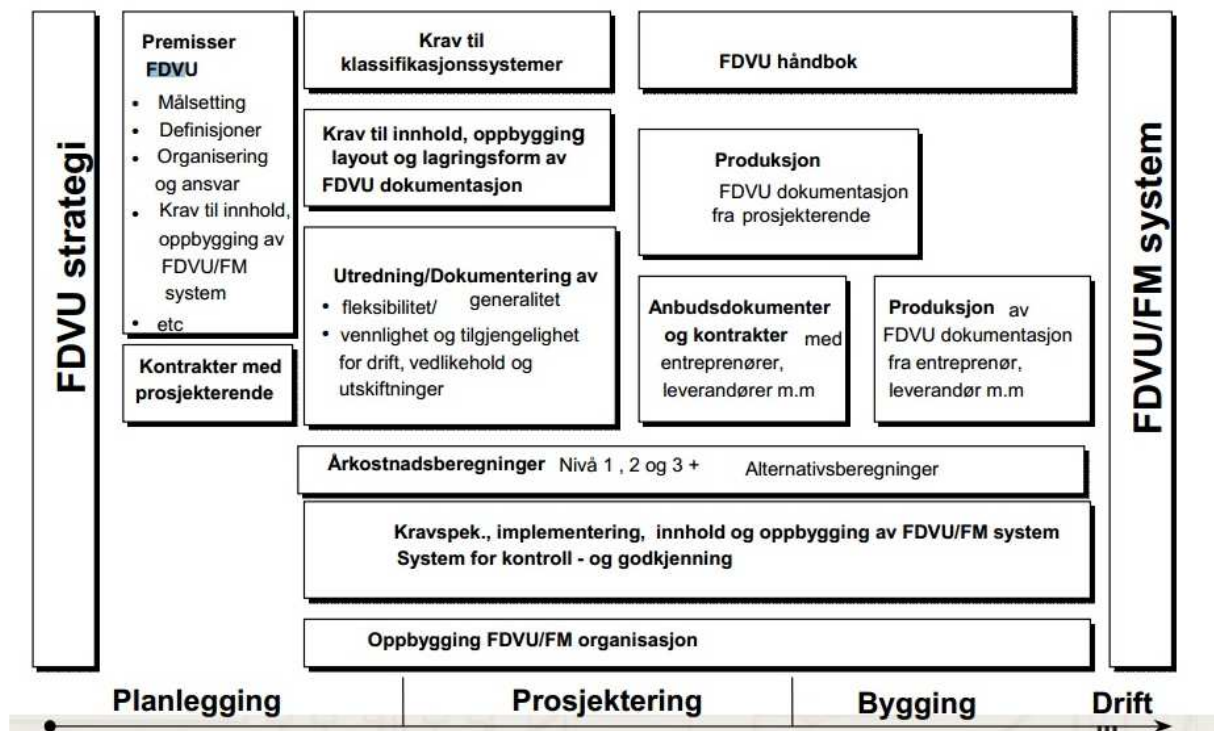 FDVU strategi
Premisser
FDVU
• Målsetting
• Definisjoner
• Organisering
og ansvar
• Krav til innhold,
oppbygging av
FDVU/FM
system
• etc
Kontrakter med
prosjekterende
Krav til
klassifikasjonssystemer
Krav til innhold, oppbygging
layout og lagringsform av
FDVU dokumentasjon
Utredning/Dokumentering av
• fleksibilitet/ generalitet
• vennlighet og tilgjengelighet
for drift, vedlikehold og
utskiftninger
FDVU håndbok
Produksjon
FDVU dokumentasjon
fra prosjekterende
Anbudsdokumenter
og kontrakter med
entreprenører,
leverandører m.m
Produksjon av
FDVU dokumentasjon
fra entreprenør,
leverandør m.m
Årkostnadsberegninger Nivå 1 , 2 og 3 + Alternativsberegninger
Kravspek., implementering, innhold og oppbygging av FDVU/FM system
System for kontroll - og godkjenning
Oppbygging FDVU/FM organisasjon
FDVU/FM system
Planlegging Prosjektering Bygging Drift
...